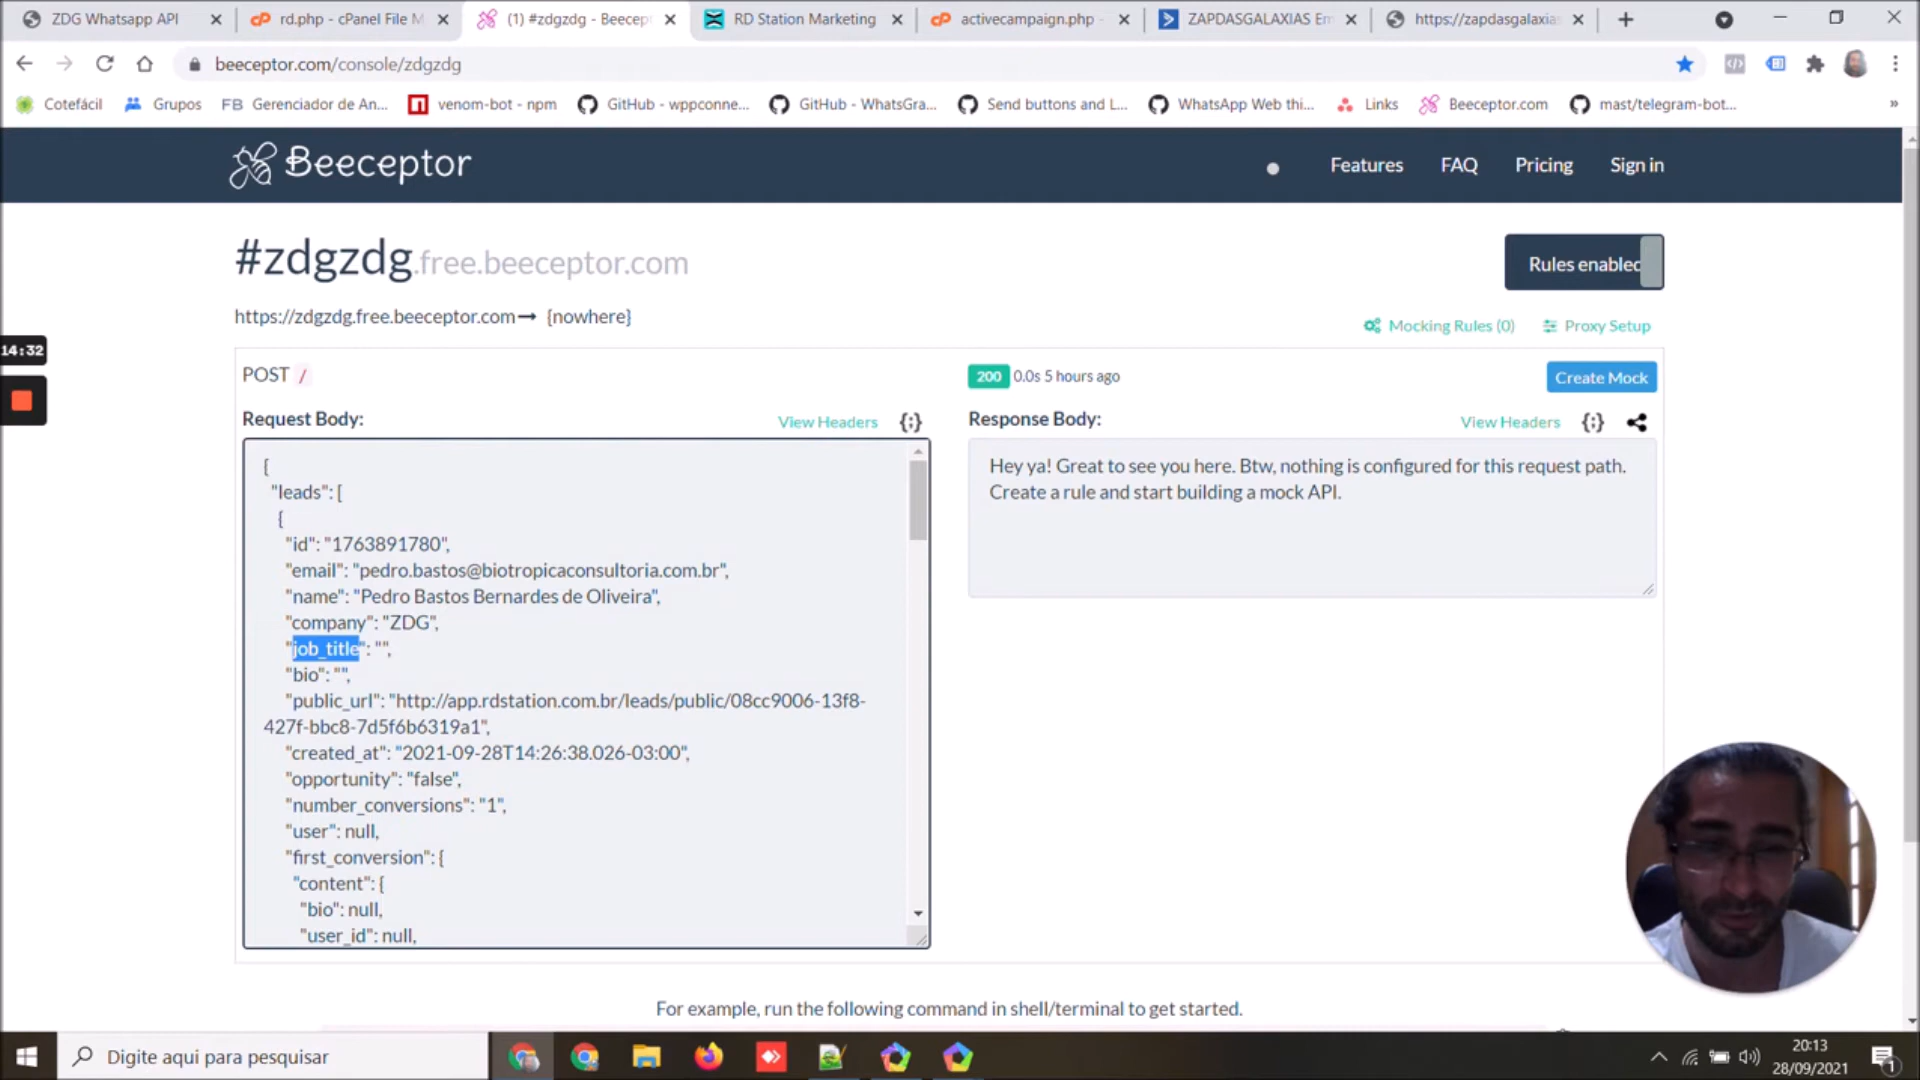 ZDG Whatsapp API
rd.php - cPanel File M
(1) #zdgzdg - Beecept
RD Station Marketing
activecampaign.php -
ZAPDASGALAXIAS Em
https://zapdasgalaxias
beeceptor.com/console/zdgzdg
Cotefácil
Grupos
FB Gerenciador de An...
venom-bot - npm
GitHub - wppconne...
GitHub - WhatsGra...
Send buttons and L...
WhatsApp Web thi...
Links
Beeceptor.com
mast/telegram-bot...
»
Beeceptor
Features
FAQ
Pricing
Sign in
#zdgzdg.free.beeceptor.com
Rules enabled
https://zdgzdg.free.beeceptor.com→ {nowhere}
Mocking Rules (0)
Proxy Setup
14:32
POST /
200 0.0s 5 hours ago
Create Mock
Request Body:
View Headers {;}
Response Body:
View Headers {;}
{
"leads": [
{
"id": "1763891780",
"email": "pedro.bastos@biotropicaconsultoria.com.br",
"name": "Pedro Bastos Bernardes de Oliveira",
"company": "ZDG",
"job_title": "",
"bio": "",
"public_url": "http://app.rdstation.com.br/leads/public/08cc9006-13f8-
427f-bbc8-7d5f6b6319a1",
"created_at": "2021-09-28T14:26:38.026-03:00",
"opportunity": "false",
"number_conversions": "1",
"user": null,
"first_conversion": {
"content": {
"bio": null,
"user_id": null,
Hey ya! Great to see you here. Btw, nothing is configured for this request path.
Create a rule and start building a mock API.
For example, run the following command in shell/terminal to get started.
Digite aqui para pesquisar
20:13
28/09/2021
1